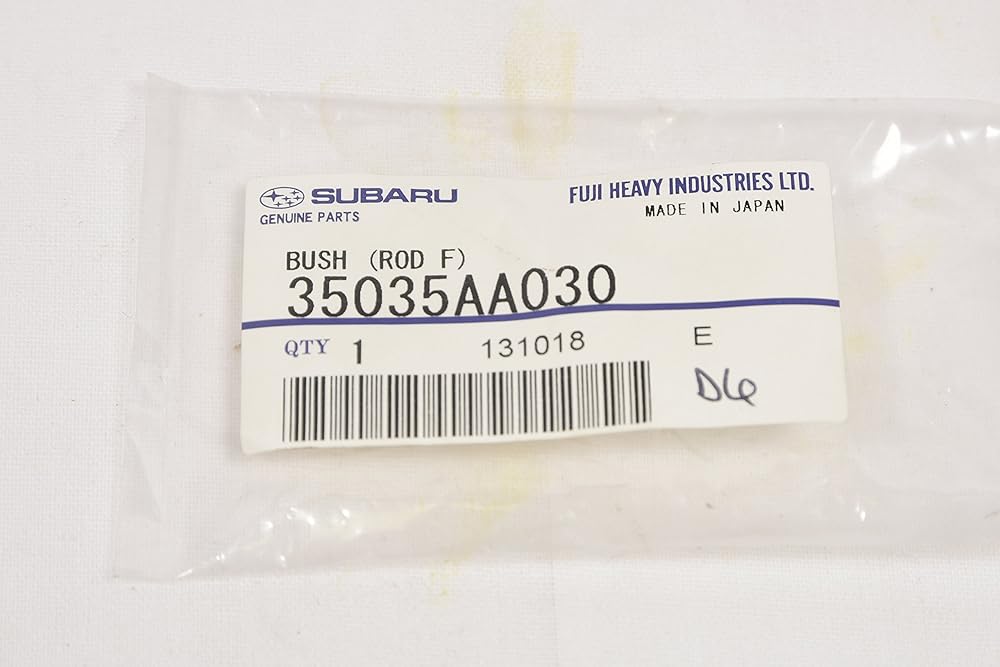 SUBARU
GENUINE PARTS
FUJI HEAVY INDUSTRIES LTD.
MADE IN JAPAN
BUSH (ROD F)
35035AA030
QTY 1 131018 E
D6